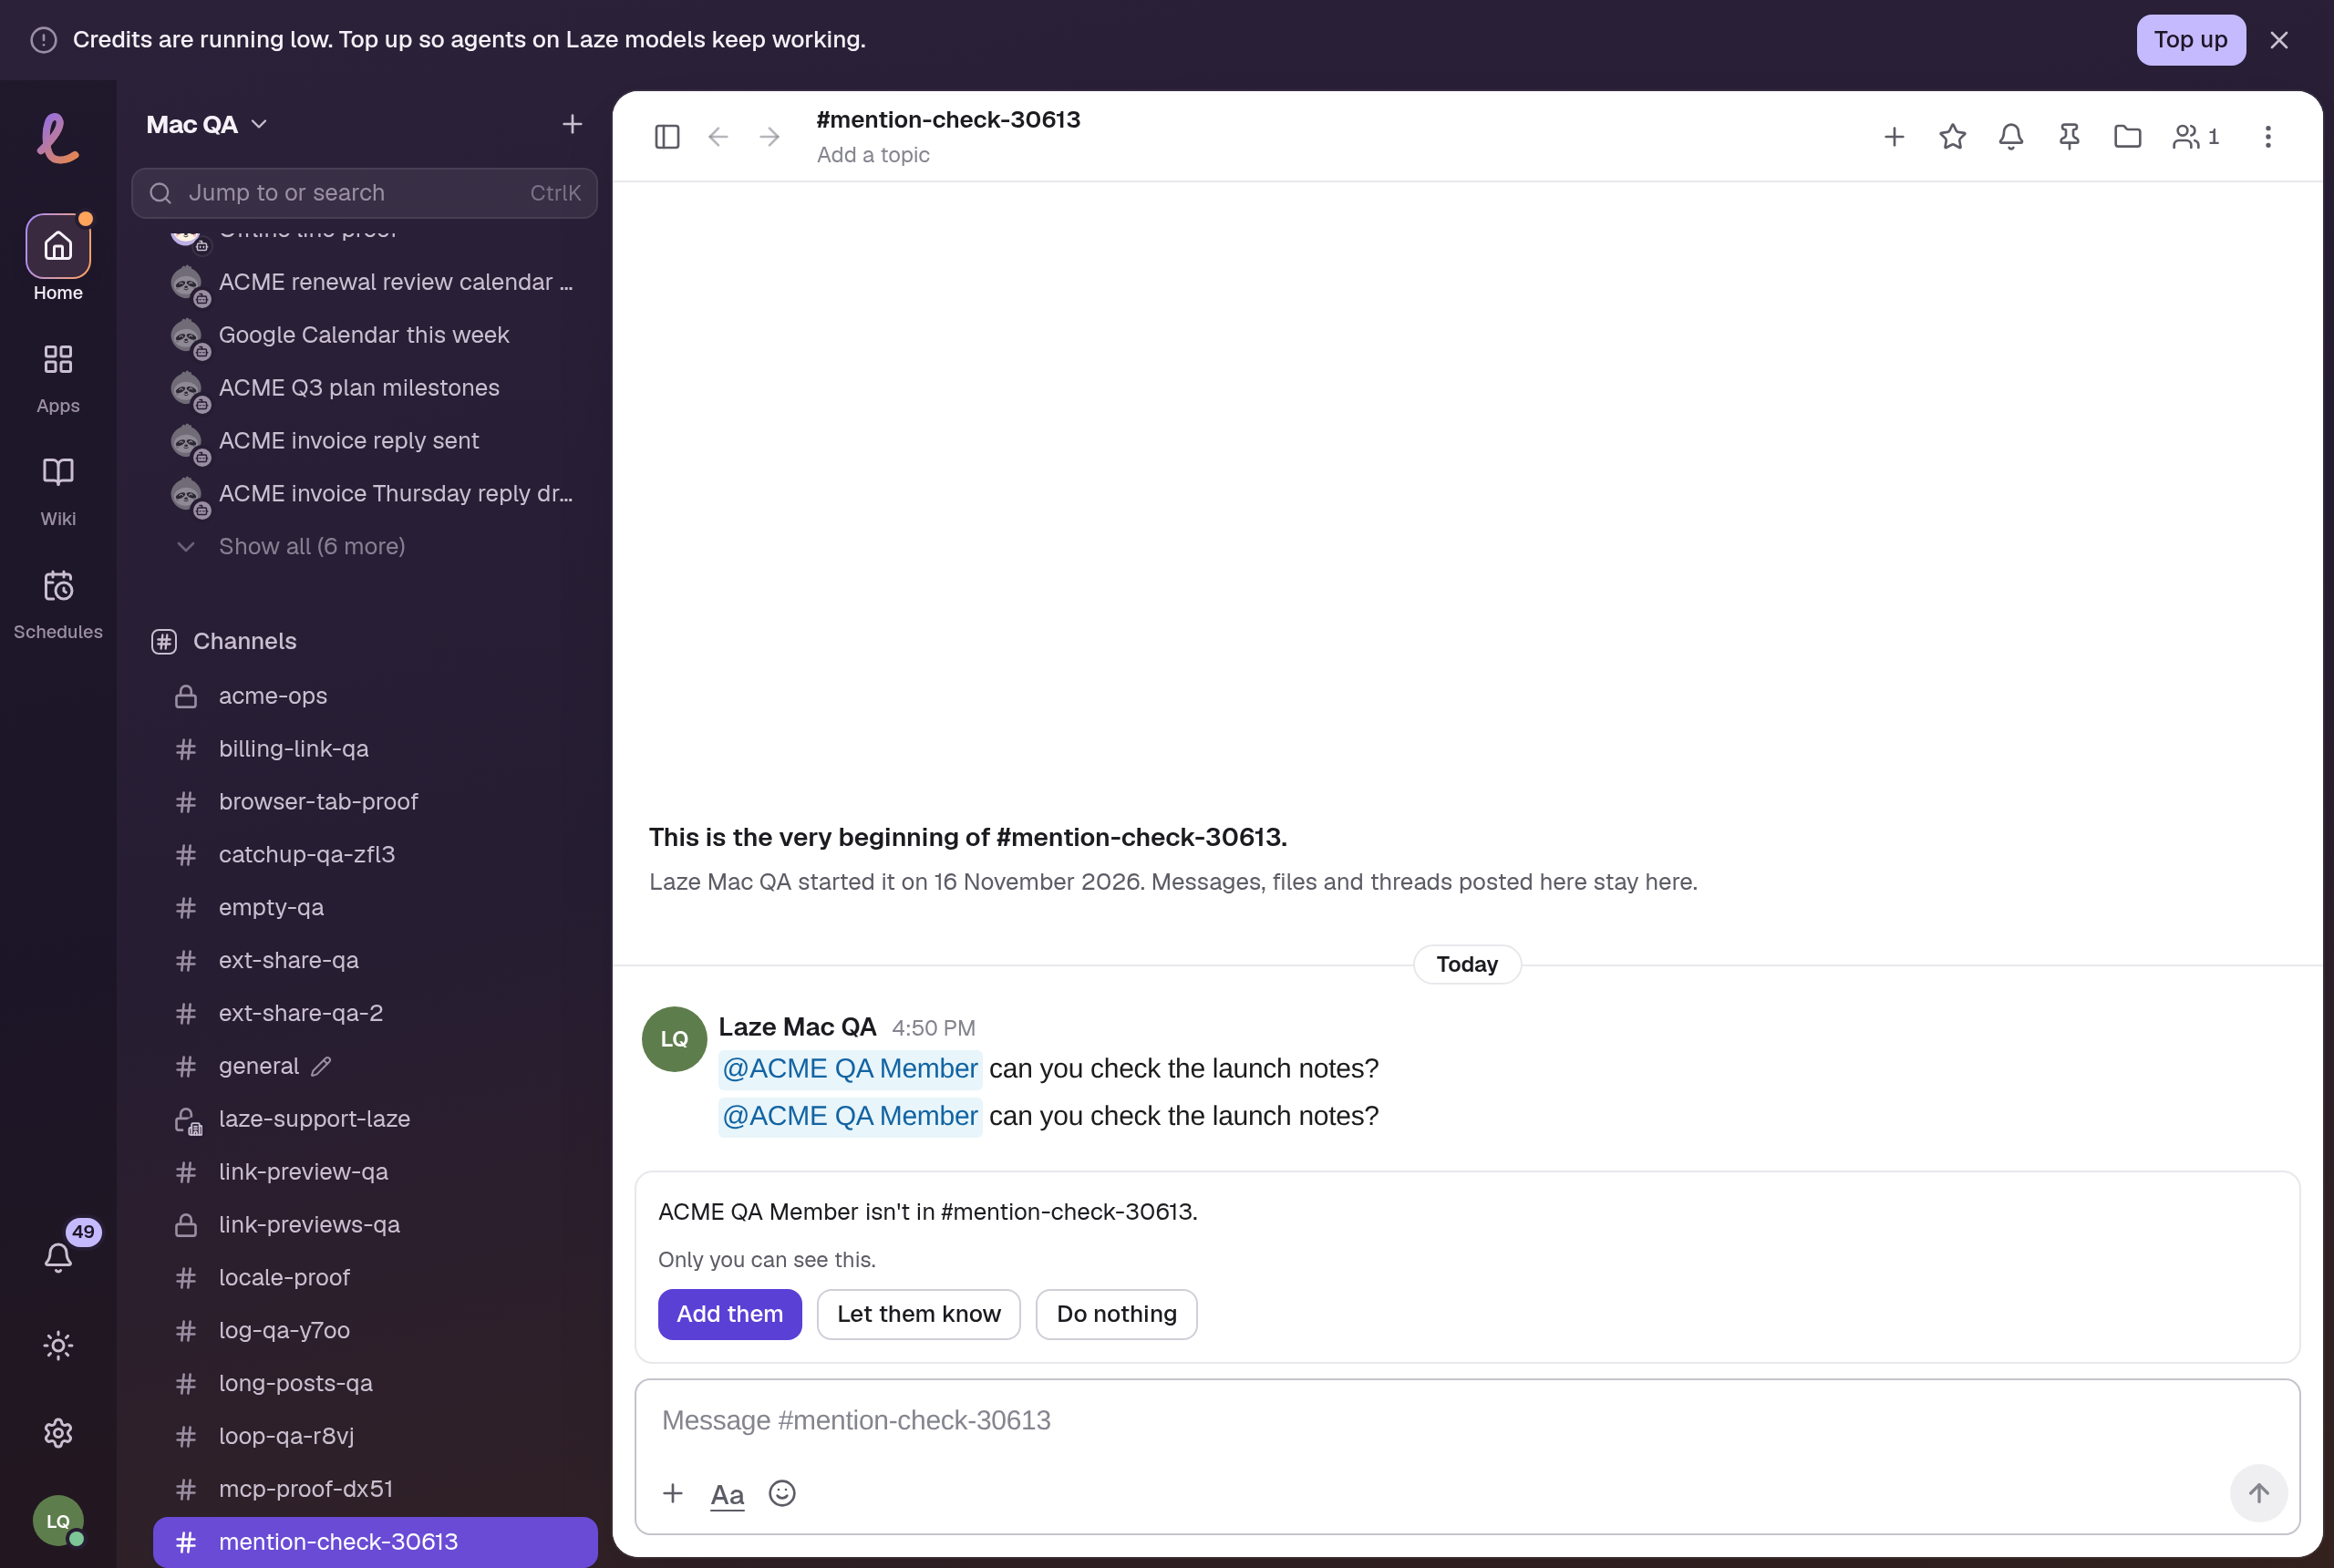 Credits are running low. Top up so agents on Laze models keep working.
Top up
Mac QA
Jump to or search
CtrlK
Home
Apps
Wiki
Schedules
49
LQ
ACME renewal review calendar ...
Google Calendar this week
ACME Q3 plan milestones
ACME invoice reply sent
ACME invoice Thursday reply dr...
Show all (6 more)
Channels
acme-ops
billing-link-qa
browser-tab-proof
catchup-qa-zfl3
empty-qa
ext-share-qa
ext-share-qa-2
general
laze-support-laze
link-preview-qa
link-previews-qa
locale-proof
log-qa-y7oo
long-posts-qa
loop-qa-r8vj
mcp-proof-dx51
mention-check-30613
#mention-check-30613
Add a topic
1
This is the very beginning of #mention-check-30613.
Laze Mac QA started it on 16 November 2026. Messages, files and threads posted here stay here.
Today
LQ
Laze Mac QA 4:50 PM
@ACME QA Member can you check the launch notes?
@ACME QA Member can you check the launch notes?
ACME QA Member isn't in #mention-check-30613.
Only you can see this.
Add them
Let them know
Do nothing
Message #mention-check-30613
Aa